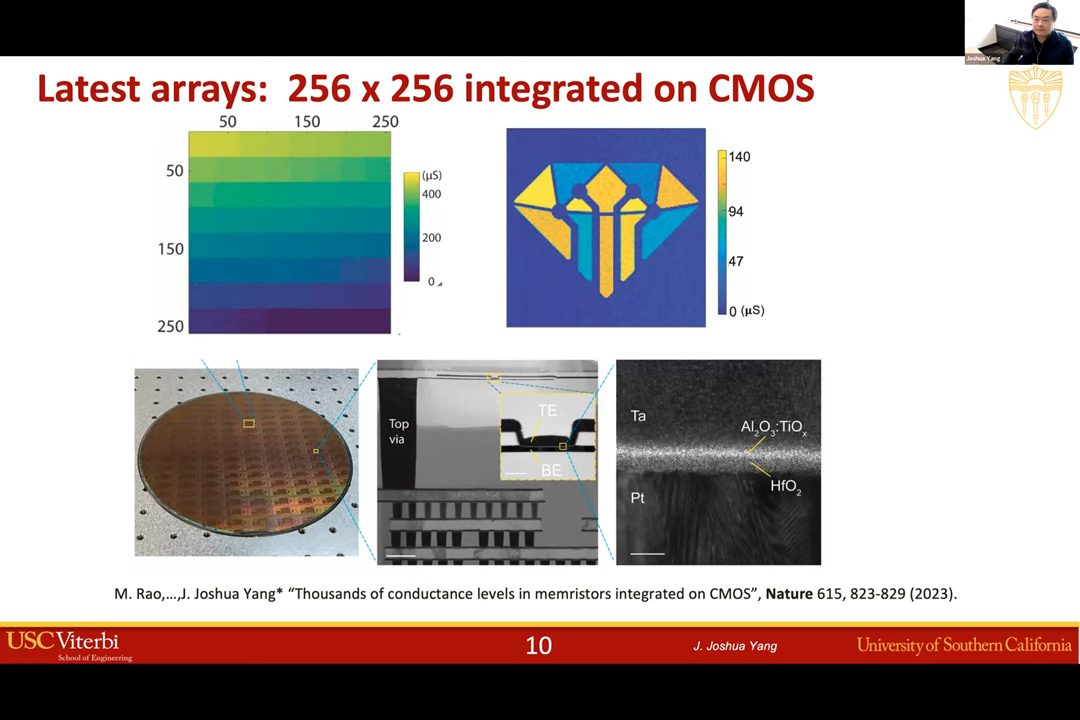 Joshua Yang
Latest arrays: 256 x 256 integrated on CMOS
50 150 250
50
150
250
(µS)
400
200
0
140
94
47
0 (µS)
Top
via
TE
BE
Ta
Al2O3:TiOx
HfO2
Pt
M. Rao,…,J. Joshua Yang* “Thousands of conductance levels in memristors integrated on CMOS”, Nature 615, 823-829 (2023).
USC Viterbi
School of Engineering
10
J. Joshua Yang
University of Southern California